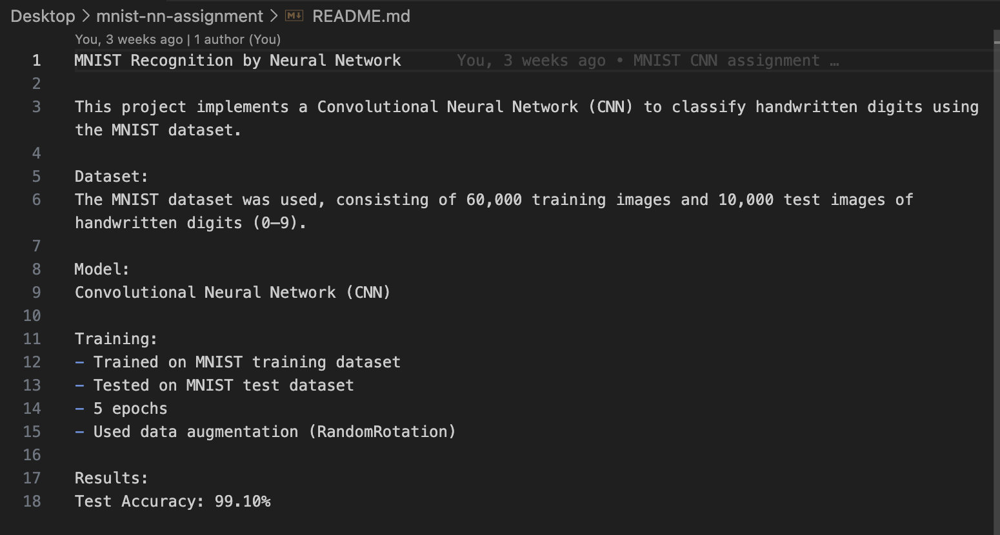 Desktop > mnist-nn-assignment > M↓ README.md
You, 3 weeks ago | 1 author (You)
1 MNIST Recognition by Neural Network You, 3 weeks ago • MNIST CNN assignment …
2
3 This project implements a Convolutional Neural Network (CNN) to classify handwritten digits using
the MNIST dataset.
4
5 Dataset:
6 The MNIST dataset was used, consisting of 60,000 training images and 10,000 test images of
handwritten digits (0–9).
7
8 Model:
9 Convolutional Neural Network (CNN)
10
11 Training:
12 - Trained on MNIST training dataset
13 - Tested on MNIST test dataset
14 - 5 epochs
15 - Used data augmentation (RandomRotation)
16
17 Results:
18 Test Accuracy: 99.10%